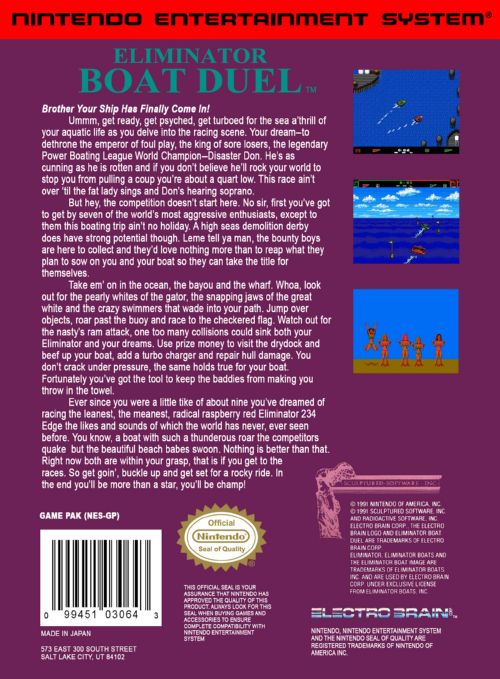 NINTENDO ENTERTAINMENT SYSTEM®
ELIMINATOR
BOAT DUEL™
Brother Your Ship Has Finally Come In!
Ummm, get ready, get psyched, get turboed for the sea a'thrill of
your aquatic life as you delve into the racing scene. Your dream–to
dethrone the emperor of foul play, the king of sore losers, the legendary
Power Boating League World Champion–Disaster Don. He's as
cunning as he is rotten and if you don't believe he'll rock your world to
stop you from pulling a coup you're about a quart low. This race ain't
over 'til the fat lady sings and Don's hearing soprano.
But hey, the competition doesn't start here. No sir, first you've got
to get by seven of the world's most aggressive enthusiasts, except to
them this boating trip ain't no holiday. A high seas demolition derby
does have strong potential though. Leme tell ya man, the bounty boys
are here to collect and they'd love nothing more than to reap what they
plan to sow on you and your boat so they can take the title for
themselves.
Take em' on in the ocean, the bayou and the wharf. Whoa, look
out for the pearly whites of the gator, the snapping jaws of the great
white and the crazy swimmers that wade into your path. Jump over
objects, roar past the buoy and race to the checkered flag. Watch out for
the nasty's ram attack, one too many collisions could sink both your
Eliminator and your dreams. Use prize money to visit the drydock and
beef up your boat, add a turbo charger and repair hull damage. You
don't crack under pressure, the same holds true for your boat.
Fortunately you've got the tool to keep the baddies from making you
throw in the towel.
Ever since you were a little tike of about nine you've dreamed of
racing the leanest, the meanest, radical raspberry red Eliminator 234
Edge the likes and sounds of which the world has never, ever seen
before. You know, a boat with such a thunderous roar the competitors
quake but the beautiful beach babes swoon. Nothing is better than that.
Right now both are within your grasp, that is if you get to the
races. So get goin', buckle up and get set for a rocky ride. In
the end you'll be more than a star, you'll be champ!
GAME PAK (NES-GP)
0 99451 03064 3
MADE IN JAPAN
573 EAST 300 SOUTH STREET
SALT LAKE CITY, UT 84102
Official
Nintendo®
Seal of Quality
THIS OFFICIAL SEAL IS YOUR
ASSURANCE THAT NINTENDO HAS
APPROVED THE QUALITY OF THIS
PRODUCT. ALWAYS LOOK FOR THIS
SEAL WHEN BUYING GAMES AND
ACCESSORIES TO ENSURE
COMPLETE COMPATIBILITY WITH
NINTENDO ENTERTAINMENT
SYSTEM
SCULPTURED SOFTWARE, INC.
© 1991 NINTENDO OF AMERICA, INC.
© 1991 SCULPTURED SOFTWARE, INC.
AND RADIOACTIVE SOFTWARE, INC.
ELECTRO BRAIN CORP., THE ELECTRO
BRAIN LOGO AND ELIMINATOR BOAT
DUEL ARE TRADEMARKS OF ELECTRO
BRAIN CORP.
ELIMINATOR, ELIMINATOR BOATS AND
THE ELIMINATOR BOAT IMAGE ARE
TRADEMARKS OF ELIMINATOR BOATS
INC. AND ARE USED BY ELECTRO BRAIN
CORP. UNDER EXCLUSIVE LICENSE
FROM ELIMINATOR BOATS, INC.
ELECTRO BRAIN CORP.™
NINTENDO, NINTENDO ENTERTAINMENT SYSTEM
AND THE NINTENDO SEAL OF QUALITY ARE
REGISTERED TRADEMARKS OF NINTENDO OF
AMERICA INC.